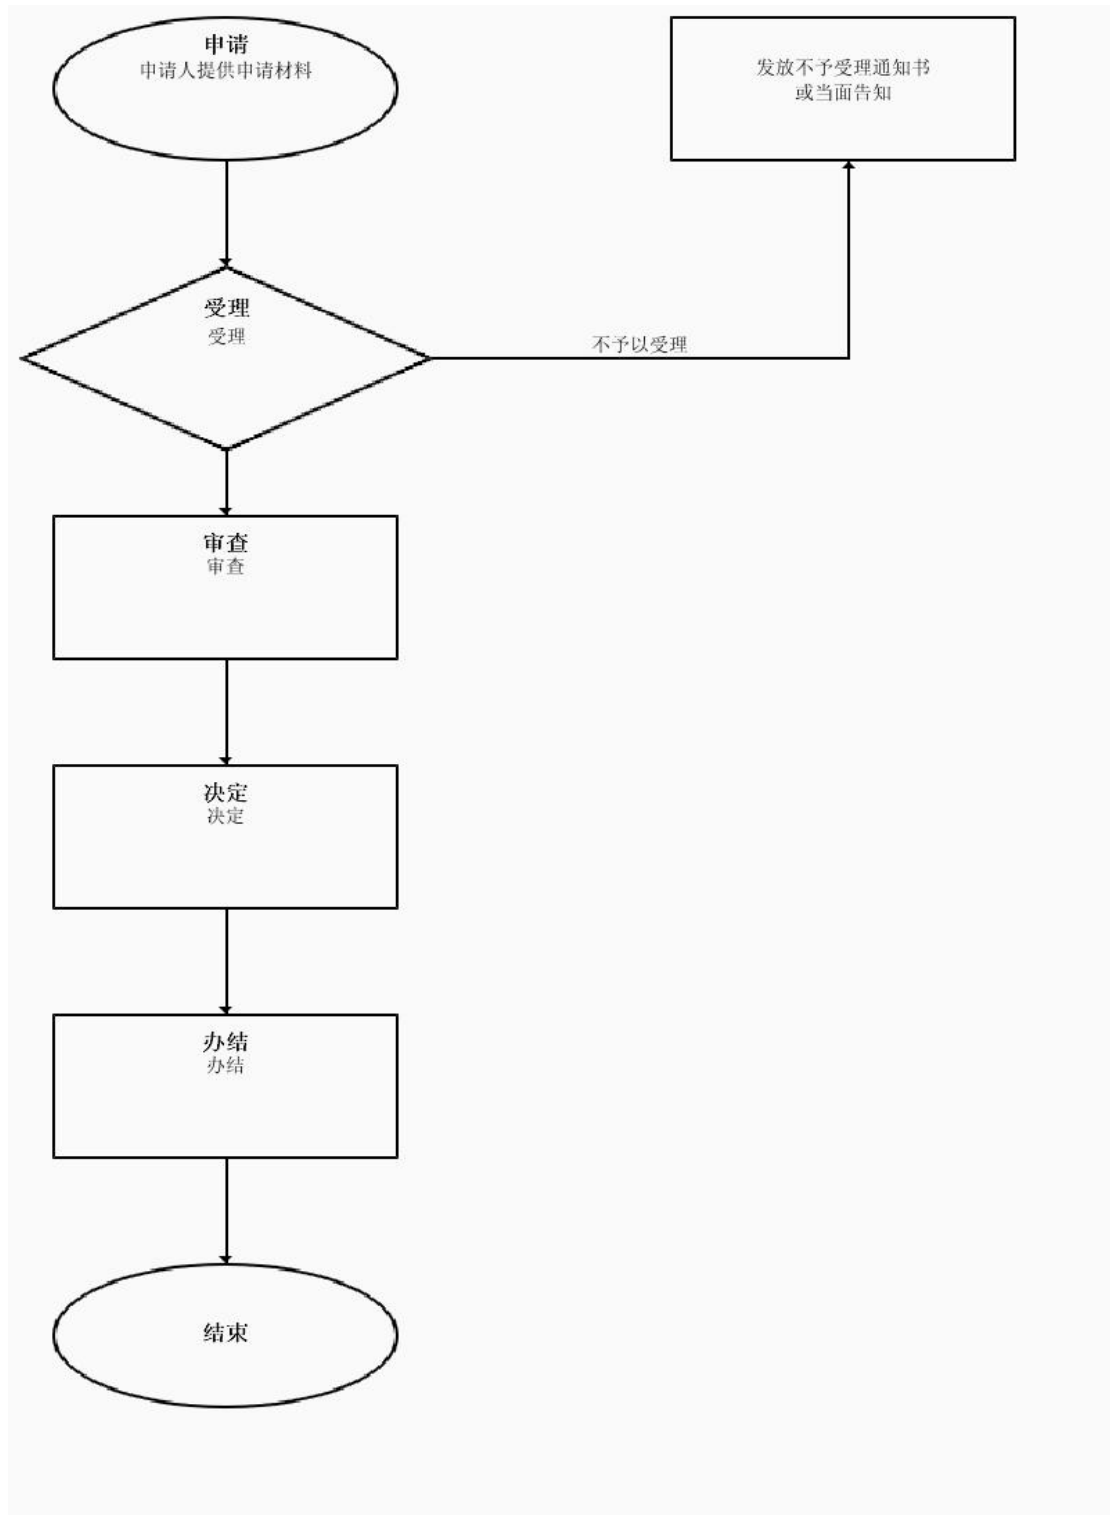 申请
申请人提供申请材料
发放不予受理通知书
或当面告知
受理
受理
不予以受理
审查
审查
决定
决定
办结
办结
结束